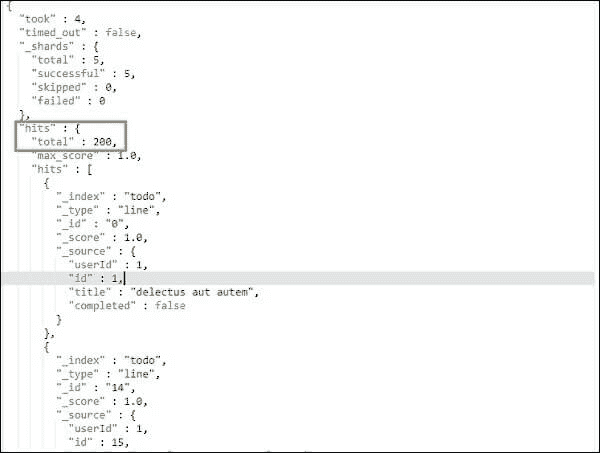 {
"took" : 4,
"timed_out" : false,
"_shards" : {
"total" : 5,
"successful" : 5,
"skipped" : 0,
"failed" : 0
},
"hits" : {
"total" : 200,
"max_score" : 1.0,
"hits" : [
{
"_index" : "todo",
"_type" : "line",
"_id" : "0",
"_score" : 1.0,
"_source" : {
"userId" : 1,
"id" : 1,
"title" : "delectus aut autem",
"completed" : false
}
},
{
"_index" : "todo",
"_type" : "line",
"_id" : "14",
"_score" : 1.0,
"_source" : {
"userId" : 1,
"id" : 15,